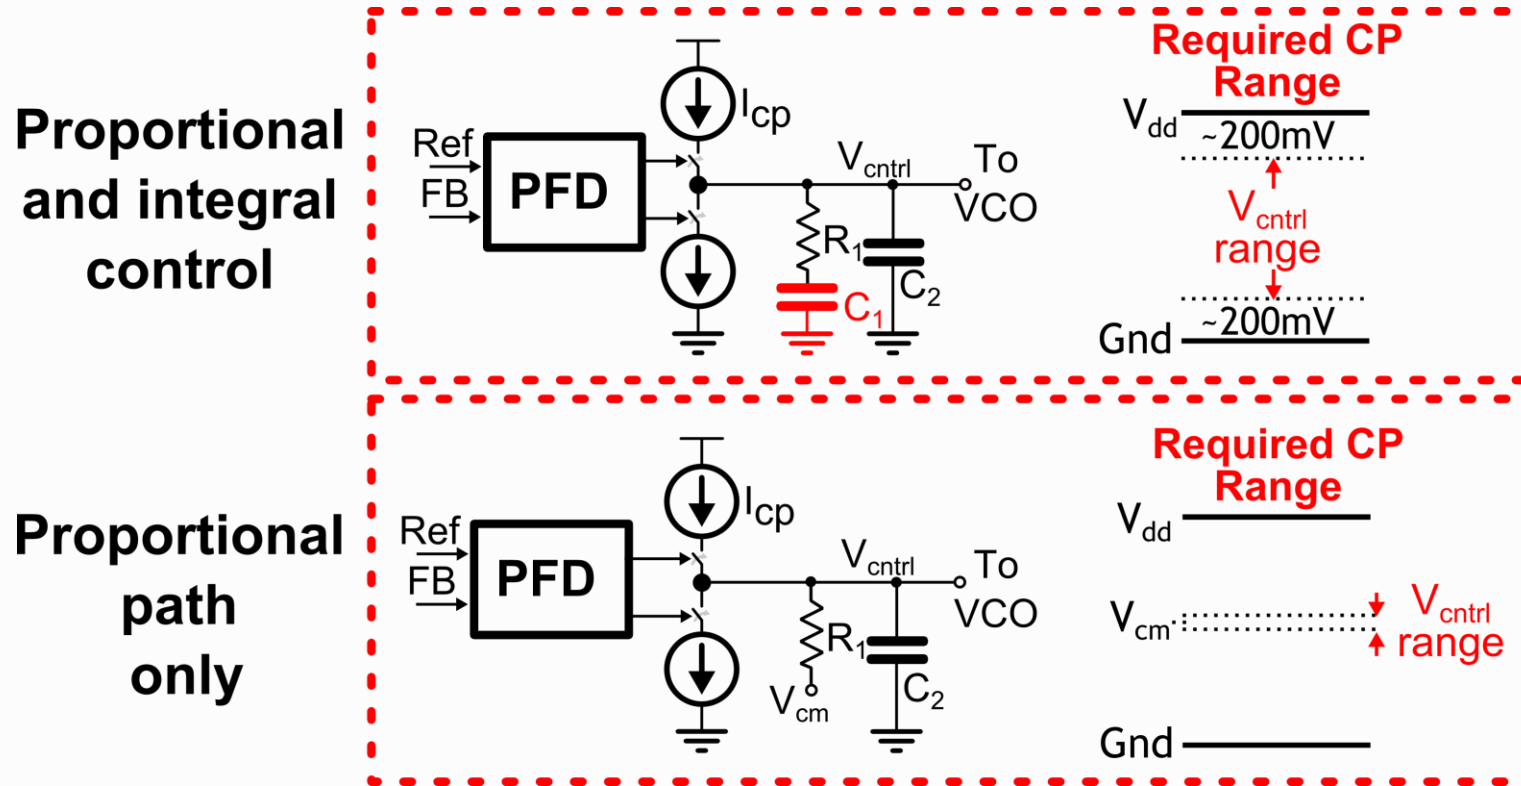 Proportional
and integral
control
Ref
FB
PFD
Icp
Vcntrl
To
VCO
R1
C1
C2
Required CP
Range
Vdd
~200mV
Vcntrl
range
~200mV
Gnd
Proportional
path
only
Ref
FB
PFD
Icp
Vcntrl
To
VCO
R1
Vcm
C2
Required CP
Range
Vdd
Vcm
Vcntrl
range
Gnd